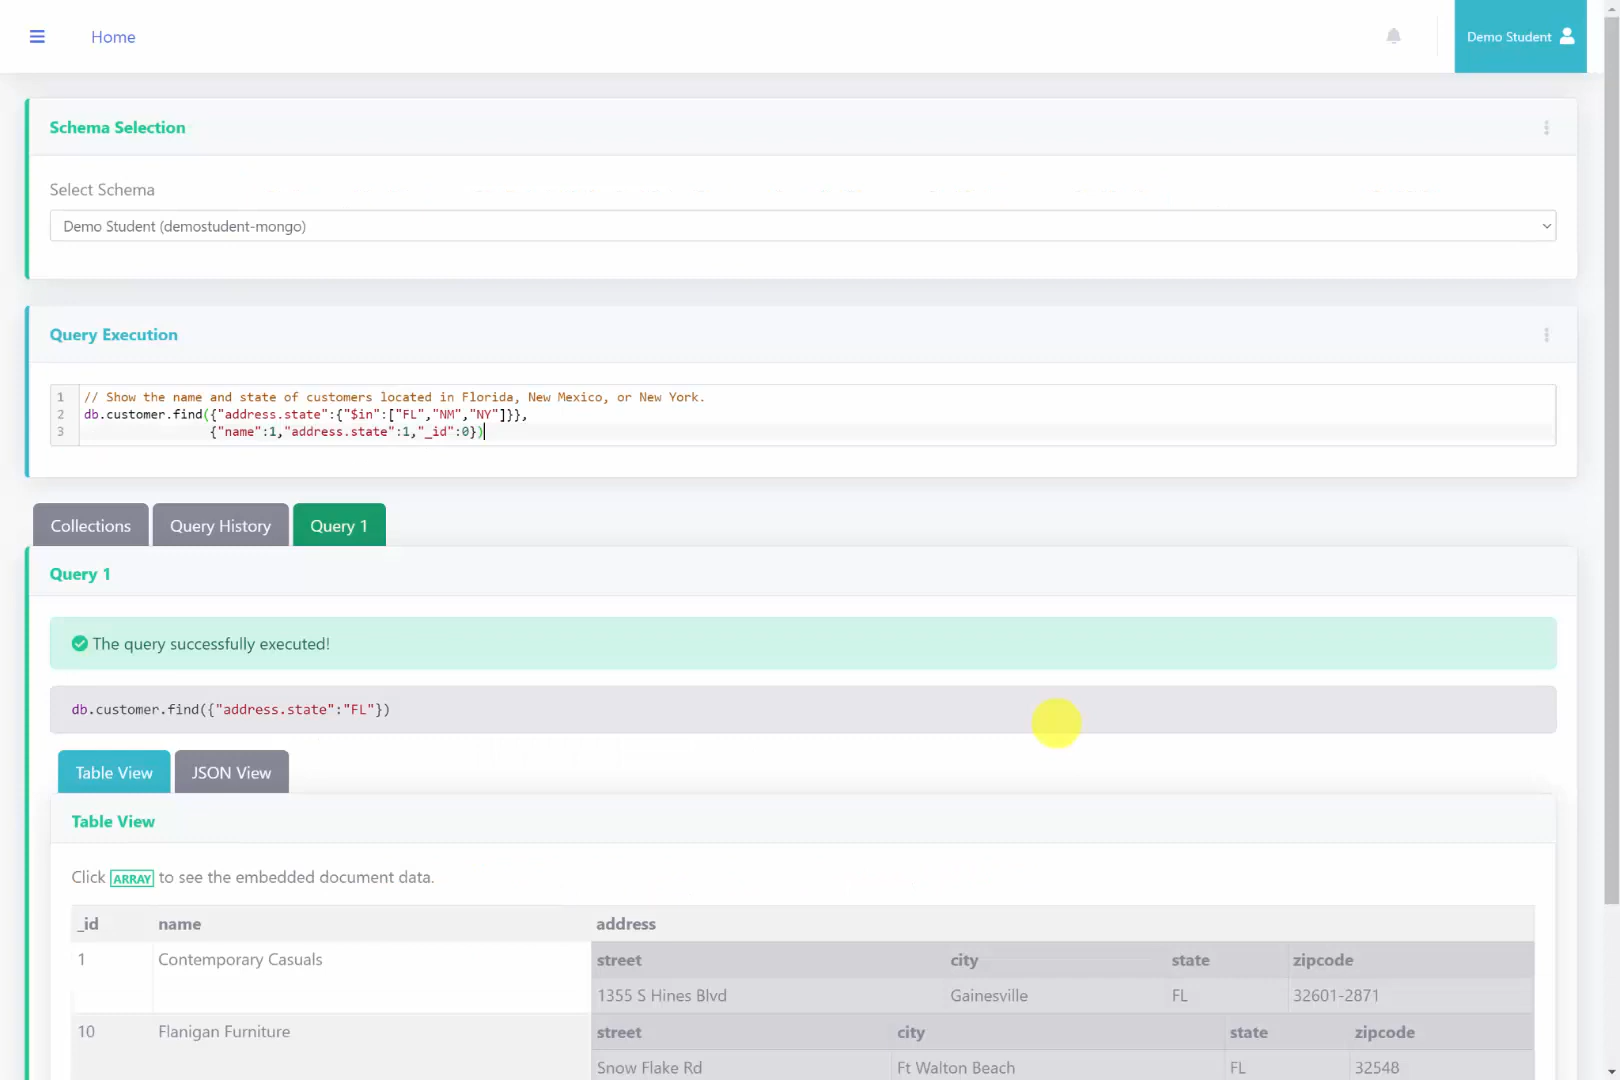 Home
Demo Student
Schema Selection
Select Schema
Demo Student (demostudent-mongo)
Query Execution
1 // Show the name and state of customers located in Florida, New Mexico, or New York.
2 db.customer.find({"address.state":{"$in":["FL","NM","NY"]}},
3 {"name":1,"address.state":1,"_id":0})
Collections Query History Query 1
Query 1
The query successfully executed!
db.customer.find({"address.state":"FL"})
Table View JSON View
Table View
Click ARRAY to see the embedded document data.
_id name address
street city state zipcode
1 Contemporary Casuals
1355 S Hines Blvd Gainesville FL 32601-2871
10 Flanigan Furniture street city state zipcode
Snow Flake Rd Ft Walton Beach FL 32548